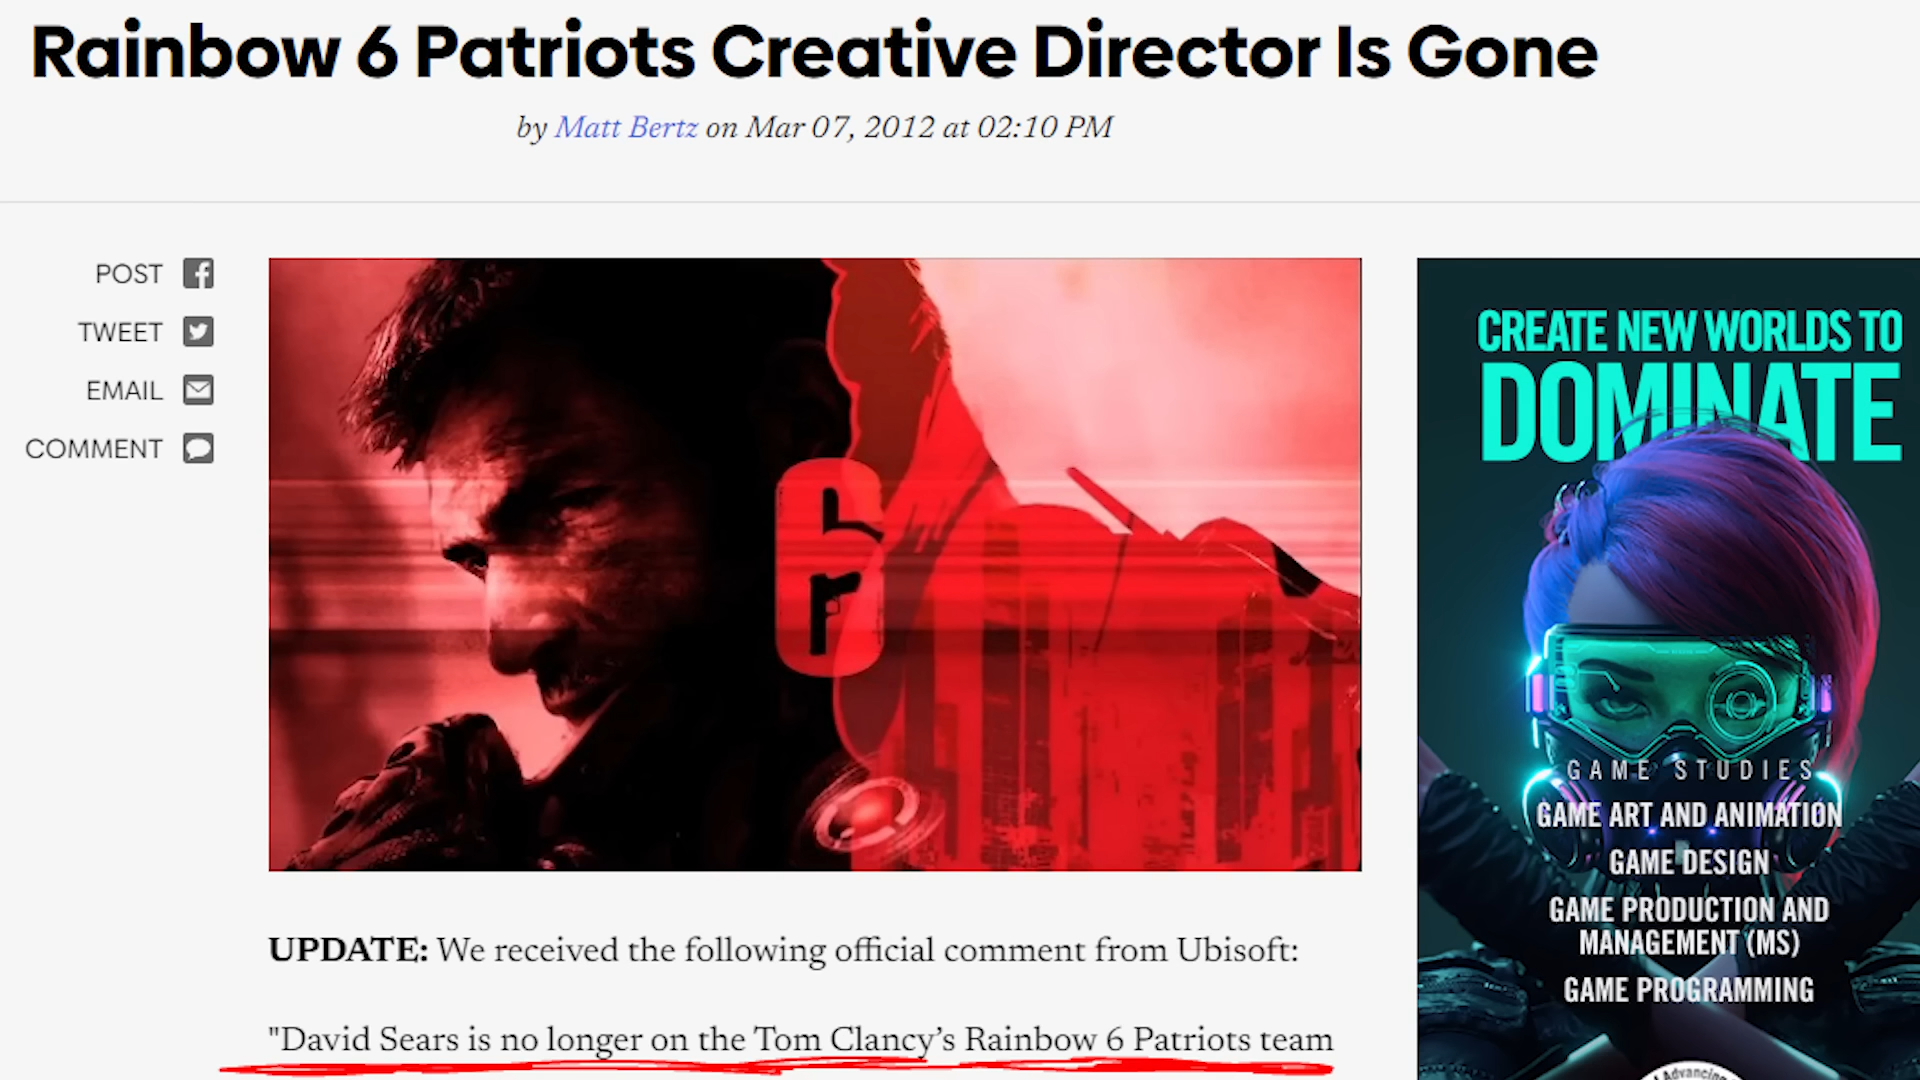 Rainbow 6 Patriots Creative Director Is Gone
by Matt Bertz on Mar 07, 2012 at 02:10 PM
POST
TWEET
EMAIL
COMMENT
6
UPDATE: We received the following official comment from Ubisoft:
"David Sears is no longer on the Tom Clancy’s Rainbow 6 Patriots team
CREATE NEW WORLDS TO
DOMINATE
GAME STUDIES
GAME ART AND ANIMATION
GAME DESIGN
GAME PRODUCTION AND
MANAGEMENT (MS)
GAME PROGRAMMING
Advancing